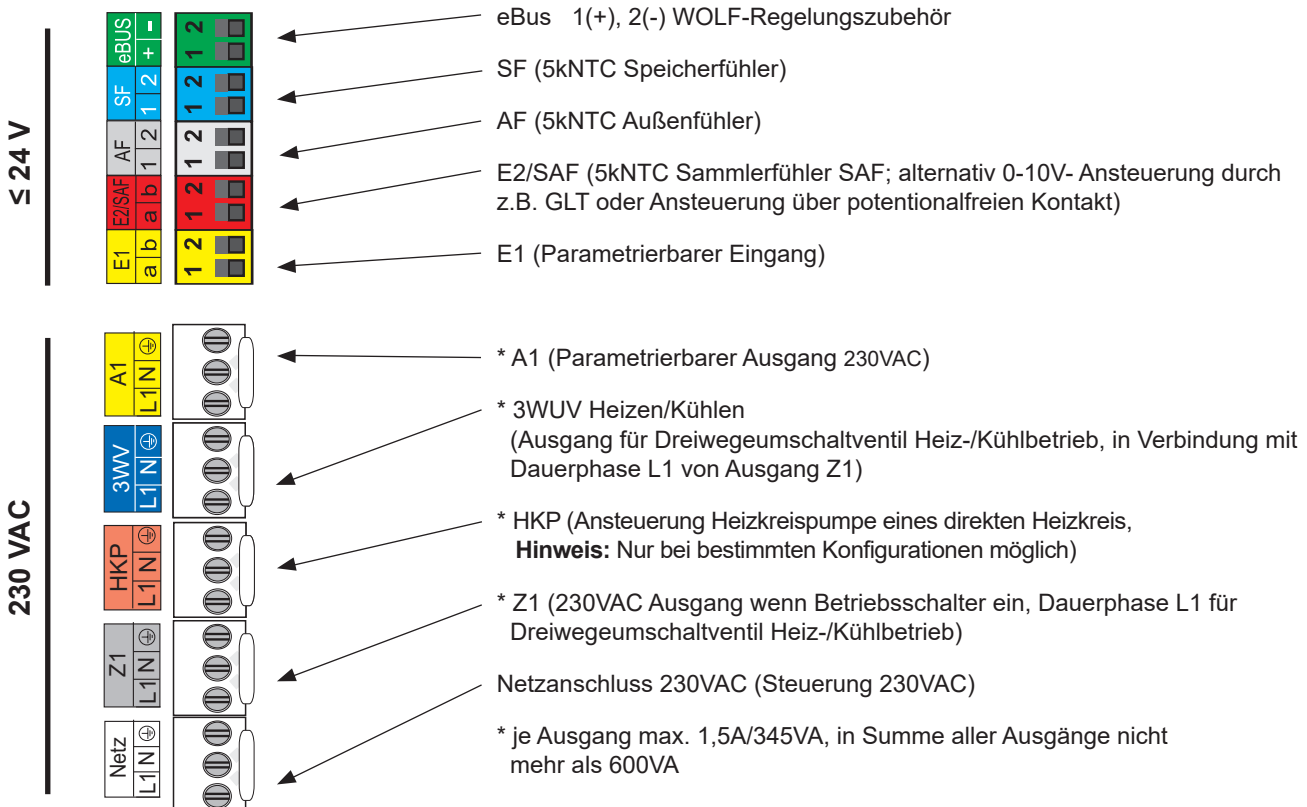 ≤ 24 V
eBUS + - 1 2
eBus 1(+), 2(-) WOLF-Regelungszubehör
SF 1 2 1 2
SF (5kNTC Speicherfühler)
AF 1 2 1 2
AF (5kNTC Außenfühler)
E2/SAF a b 1 2
E2/SAF (5kNTC Sammlerfühler SAF; alternativ 0-10V- Ansteuerung durch
z.B. GLT oder Ansteuerung über potentionalfreien Kontakt)
E1 a b 1 2
E1 (Parametrierbarer Eingang)
230 VAC
A1 L1 N
* A1 (Parametrierbarer Ausgang 230VAC)
3WV L1 N
* 3WUV Heizen/Kühlen
(Ausgang für Dreiwegeumschaltventil Heiz-/Kühlbetrieb, in Verbindung mit
Dauerphase L1 von Ausgang Z1)
HKP L1 N
* HKP (Ansteuerung Heizkreispumpe eines direkten Heizkreis,
Hinweis: Nur bei bestimmten Konfigurationen möglich)
Z1 L1 N
* Z1 (230VAC Ausgang wenn Betriebsschalter ein, Dauerphase L1 für
Dreiwegeumschaltventil Heiz-/Kühlbetrieb)
Netz L1 N
Netzanschluss 230VAC (Steuerung 230VAC)
* je Ausgang max. 1,5A/345VA, in Summe aller Ausgänge nicht
mehr als 600VA